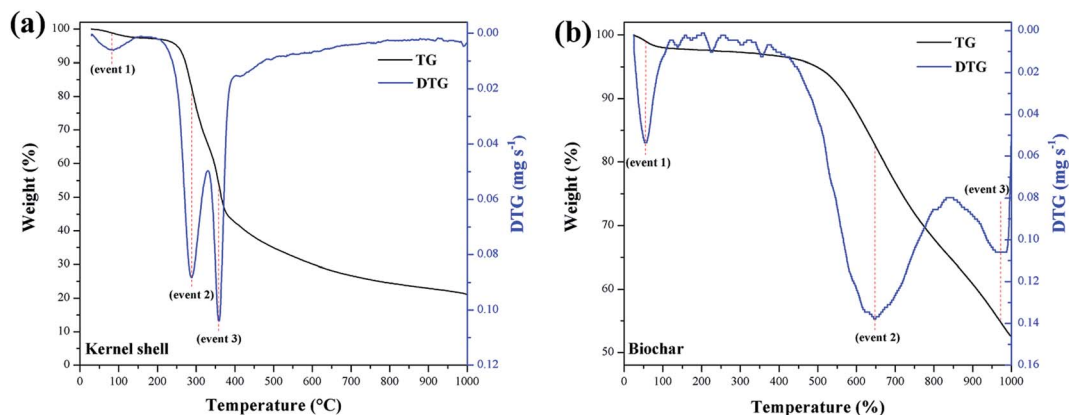 (a)
100
90
80
70
60
50
40
30
20
10
0
Weight (%)
(event 1)
(event 2)
(event 3)
TG
DTG
Kernel shell
0.00
0.02
0.04
0.06
0.08
0.10
0.12
DTG (mg s⁻¹)
0 100 200 300 400 500 600 700 800 900 1000
Temperature (°C)
(b)
100
95
90
85
80
75
70
65
60
55
50
Weight (%)
(event 1)
(event 2)
(event 3)
TG
DTG
Biochar
0.00
0.02
0.04
0.06
0.08
0.10
0.12
0.14
0.16
DTG (mg s⁻¹)
0 100 200 300 400 500 600 700 800 900 1000
Temperature (%)